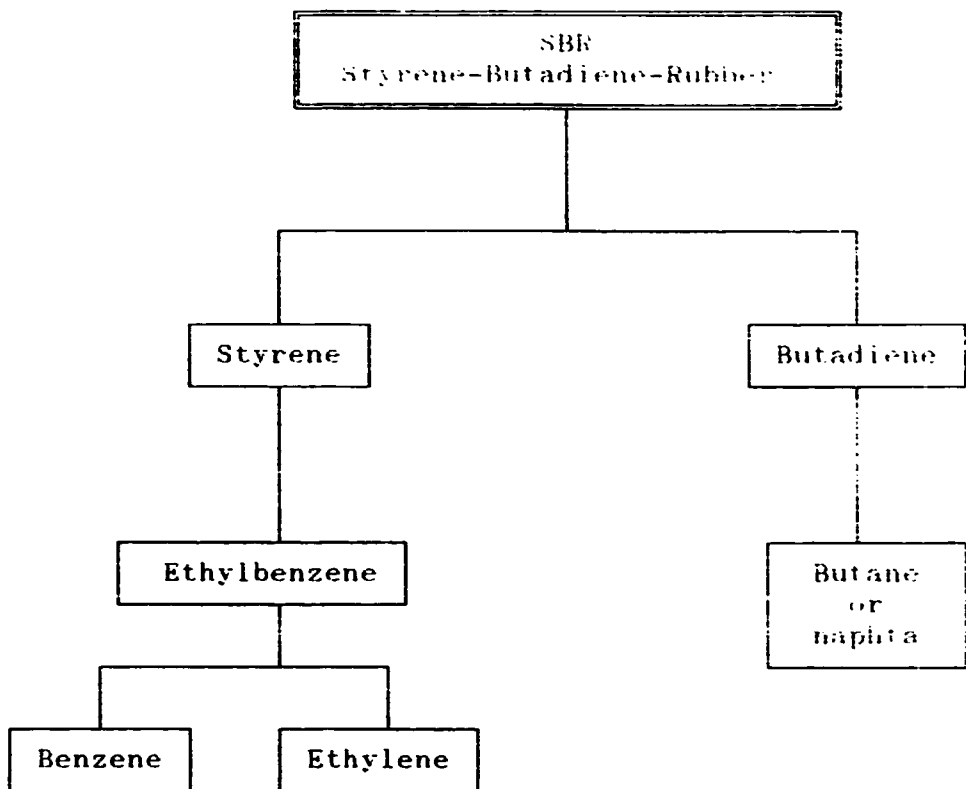 SBR
Styrene-Butadiene-Rubber
Styrene
Butadiene
Ethylbenzene
Butane
or
naphta
Benzene
Ethylene